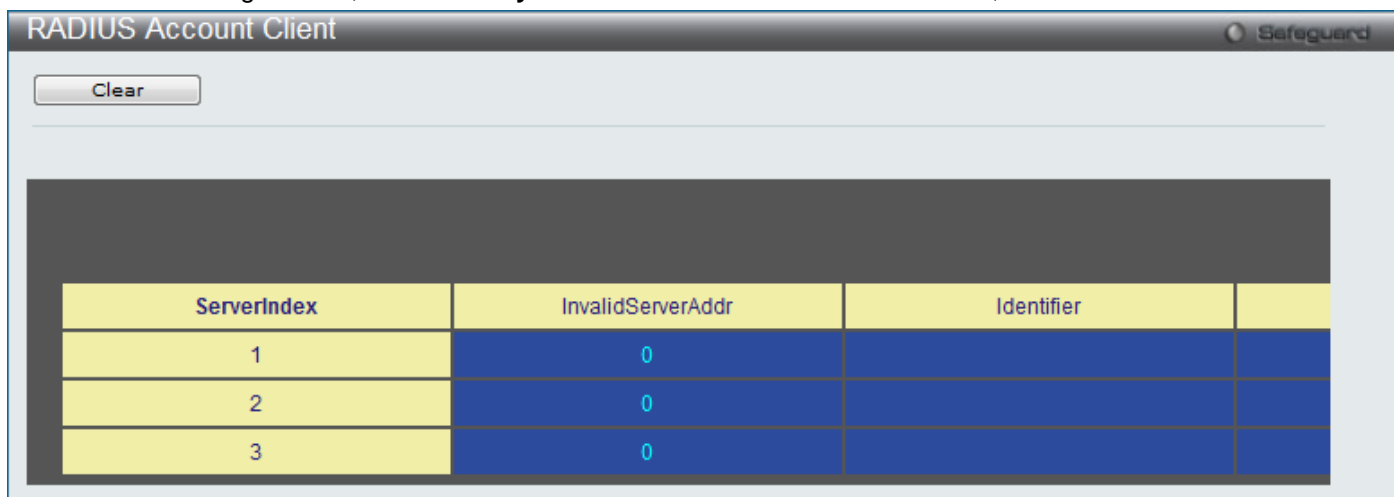 RADIUS Account Client
Safeguard
Clear
ServerIndex InvalidServerAddr Identifier
1 0
2 0
3 0